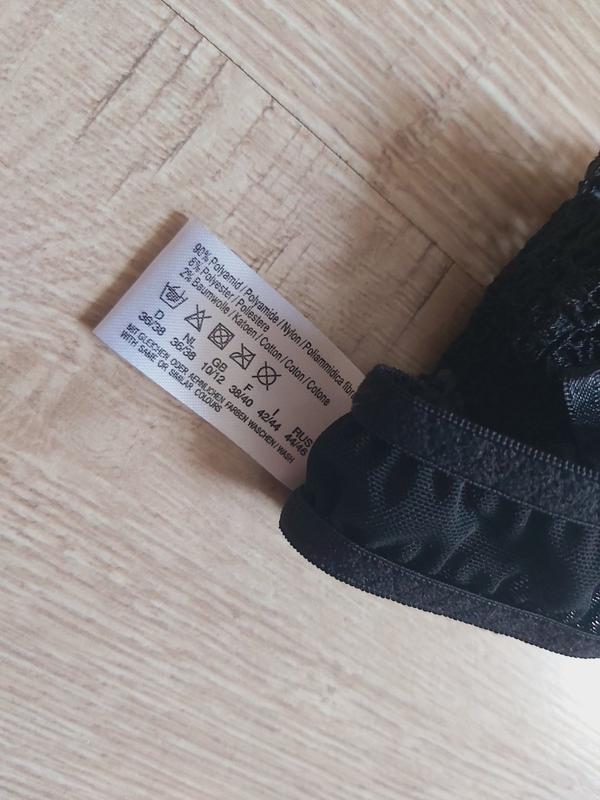 90% Polyamid / Polyamide / Nylon / Poliammidica fibr
8% Polyester / Poliestere
2% Baumwolle / Katoen / Cotton / Coton / Cotone
D NL GB F I RUS
36/38 36/38 10/12 38/40 42/44 44/46
MIT GLEICHEN ODER AEHNLICHEN FARBEN WASCHEN / WASH
WITH SAME OR SIMILAR COLOURS